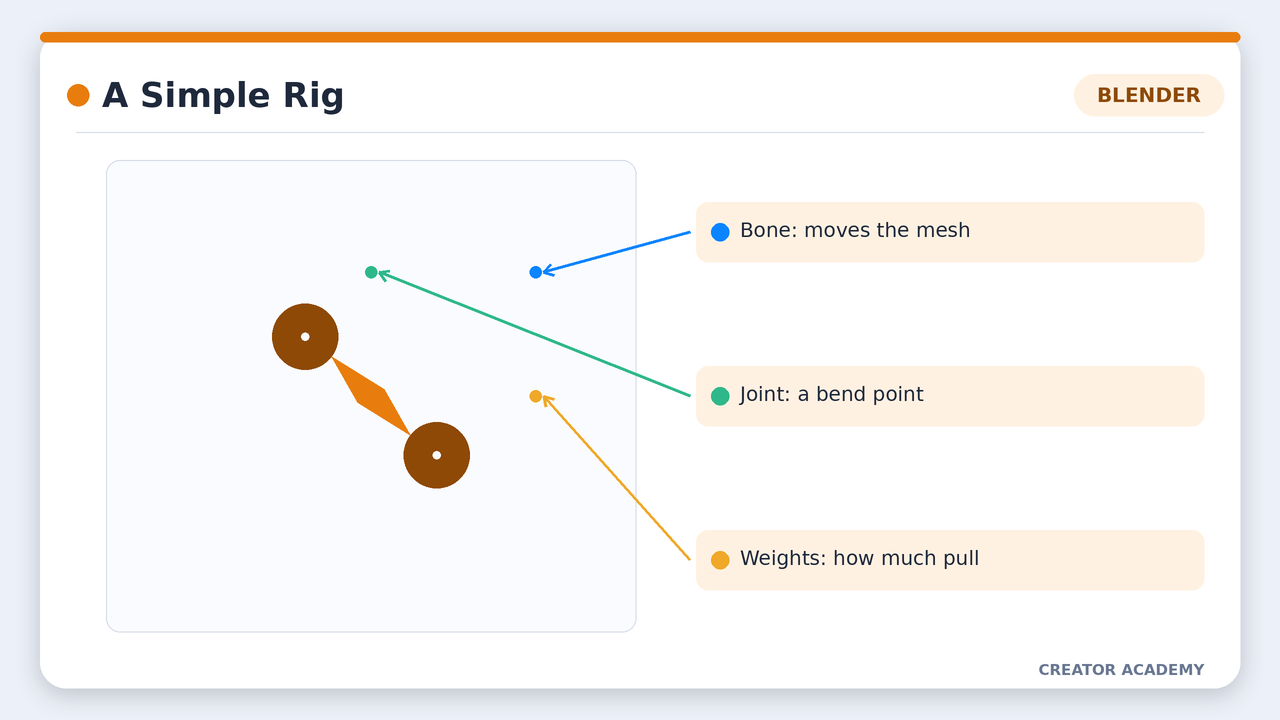 A Simple Rig
BLENDER
Bone: moves the mesh
Joint: a bend point
Weights: how much pull
CREATOR ACADEMY